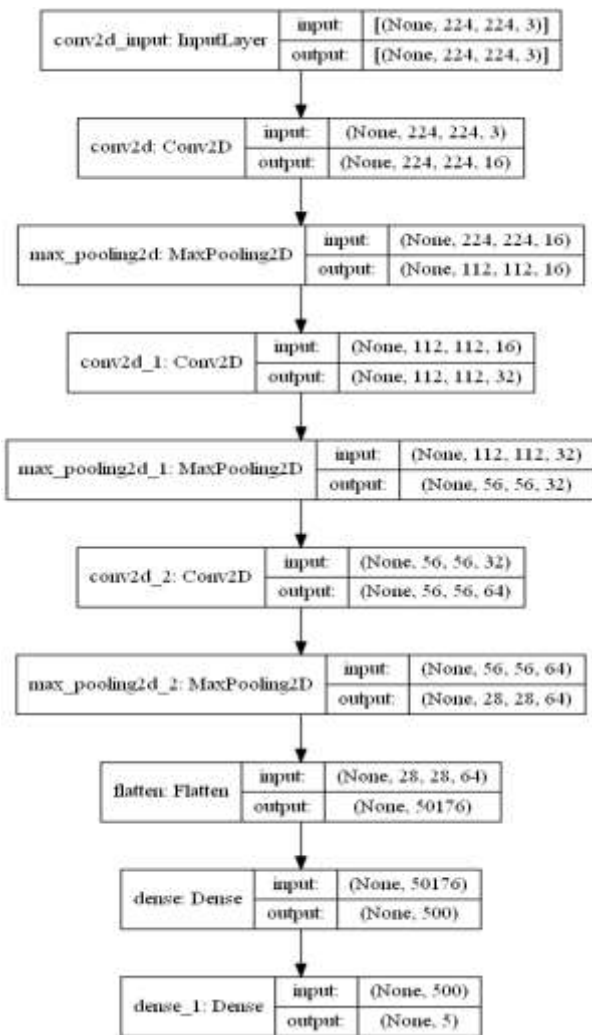 conv2d_input: InputLayer
input: [(None, 224, 224, 3)]
output: [(None, 224, 224, 3)]
conv2d: Conv2D
input: (None, 224, 224, 3)
output: (None, 224, 224, 16)
max_pooling2d: MaxPooling2D
input: (None, 224, 224, 16)
output: (None, 112, 112, 16)
conv2d_1: Conv2D
input: (None, 112, 112, 16)
output: (None, 112, 112, 32)
max_pooling2d_1: MaxPooling2D
input: (None, 112, 112, 32)
output: (None, 56, 56, 32)
conv2d_2: Conv2D
input: (None, 56, 56, 32)
output: (None, 56, 56, 64)
max_pooling2d_2: MaxPooling2D
input: (None, 56, 56, 64)
output: (None, 28, 28, 64)
flatten: Flatten
input: (None, 28, 28, 64)
output: (None, 50176)
dense: Dense
input: (None, 50176)
output: (None, 500)
dense_1: Dense
input: (None, 500)
output: (None, 5)